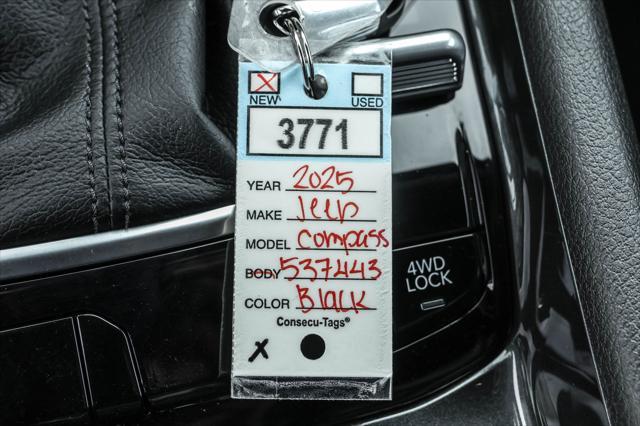 X
NEW USED
3771
YEAR 2025
MAKE Jeep
MODEL Compass
BODY 537443
COLOR Black
Consecu-Tags®
X
4WD
LOCK